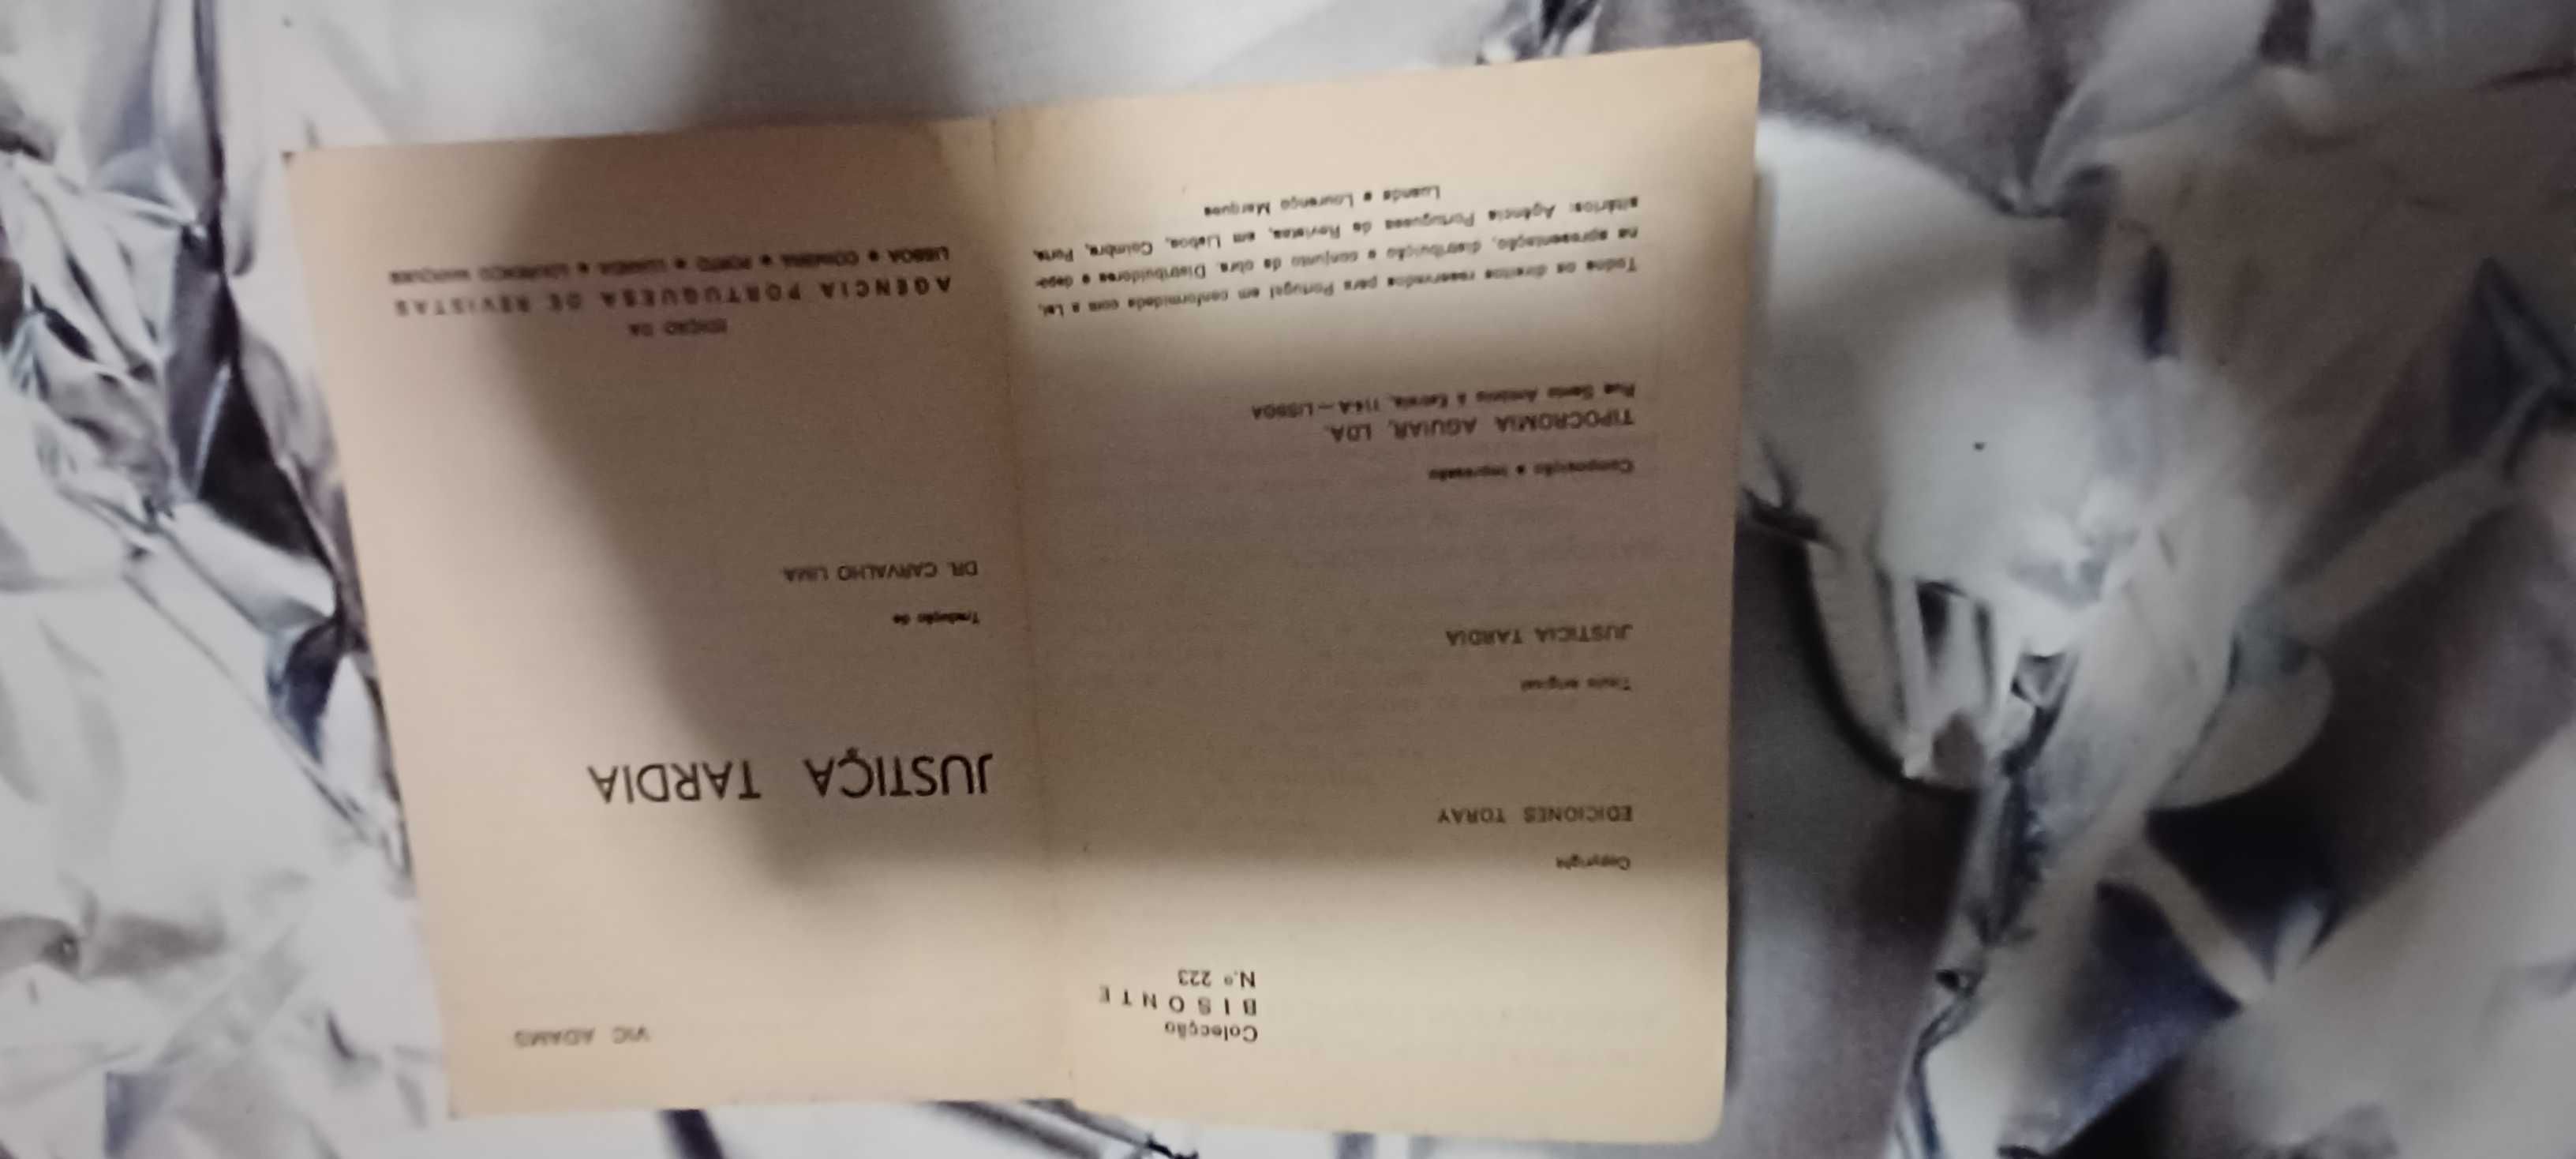 Colecção
BISONTE
N.º 223
Copyright
EDICIONES TORAY
Título original
JUSTICIA TARDIA
Composição e impressão
TIPOCROMIA AGUIAR, LDA.
Rua Santo António à Estrela, 114-A — LISBOA
Todos os direitos reservados para Portugal em conformidade com a Lei,
na apresentação, distribuição e conjunto da obra. Distribuidores e depo-
sitários: Agência Portuguesa de Revistas, em Lisboa, Coimbra, Porto,
Luanda e Lourenço Marques
VIC ADAMS
JUSTIÇA TARDIA
Tradução de
DR. CARVALHO LIMA
EDIÇÃO DA
AGÊNCIA PORTUGUESA DE REVISTAS
LISBOA • COIMBRA • PORTO • LUANDA • LOURENÇO MARQUES